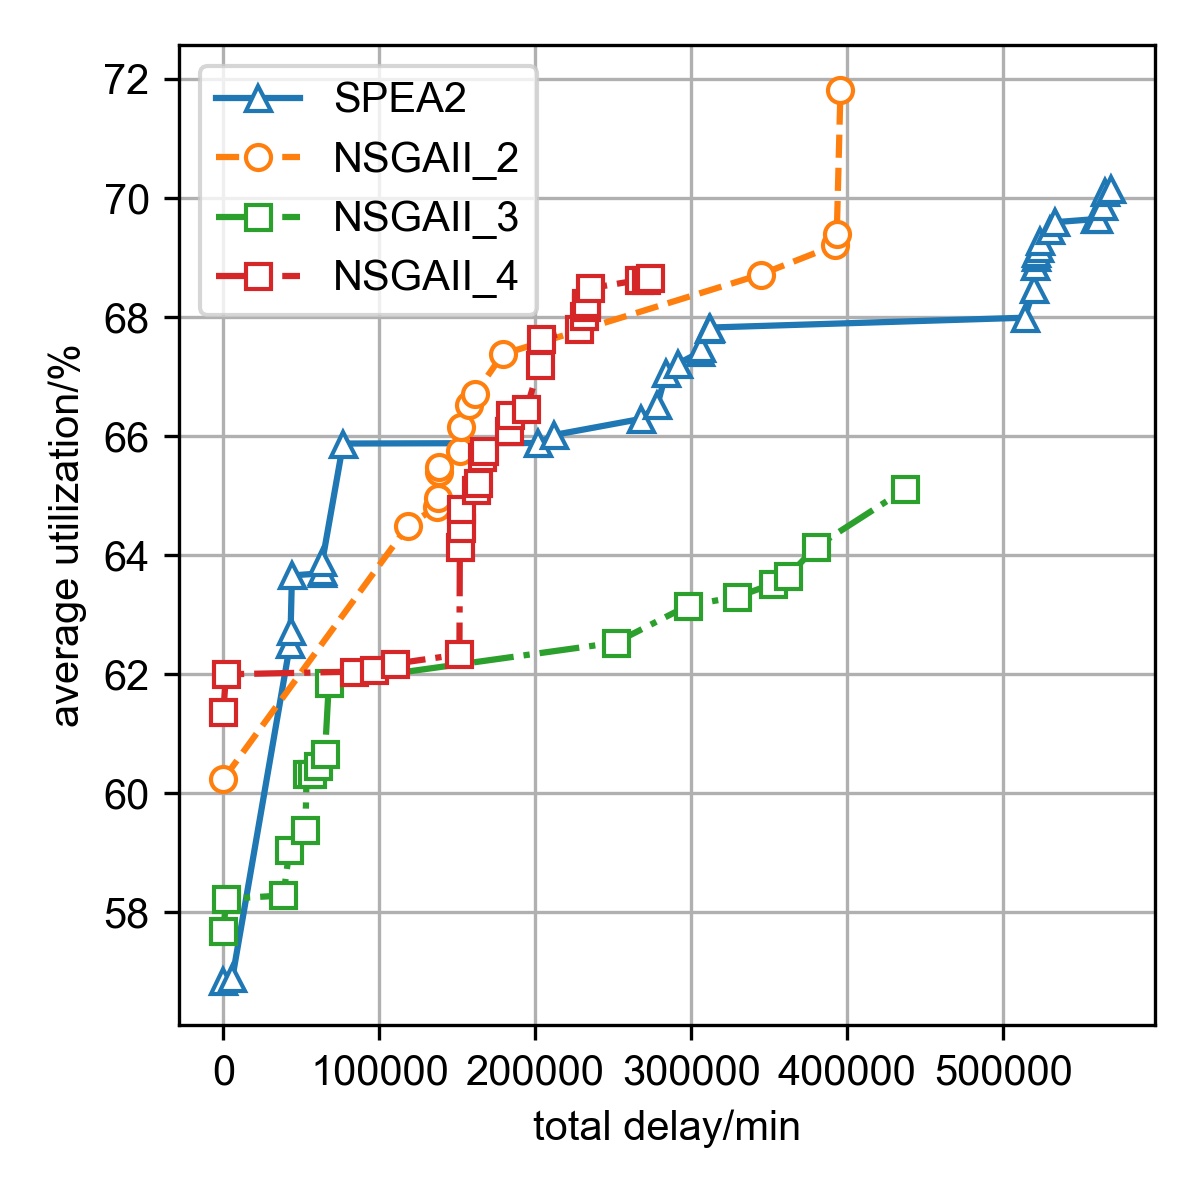 SPEA2
NSGAII_2
NSGAII_3
NSGAII_4
72
70
68
66
64
62
60
58
average utilization/%
0 100000 200000 300000 400000 500000
total delay/min